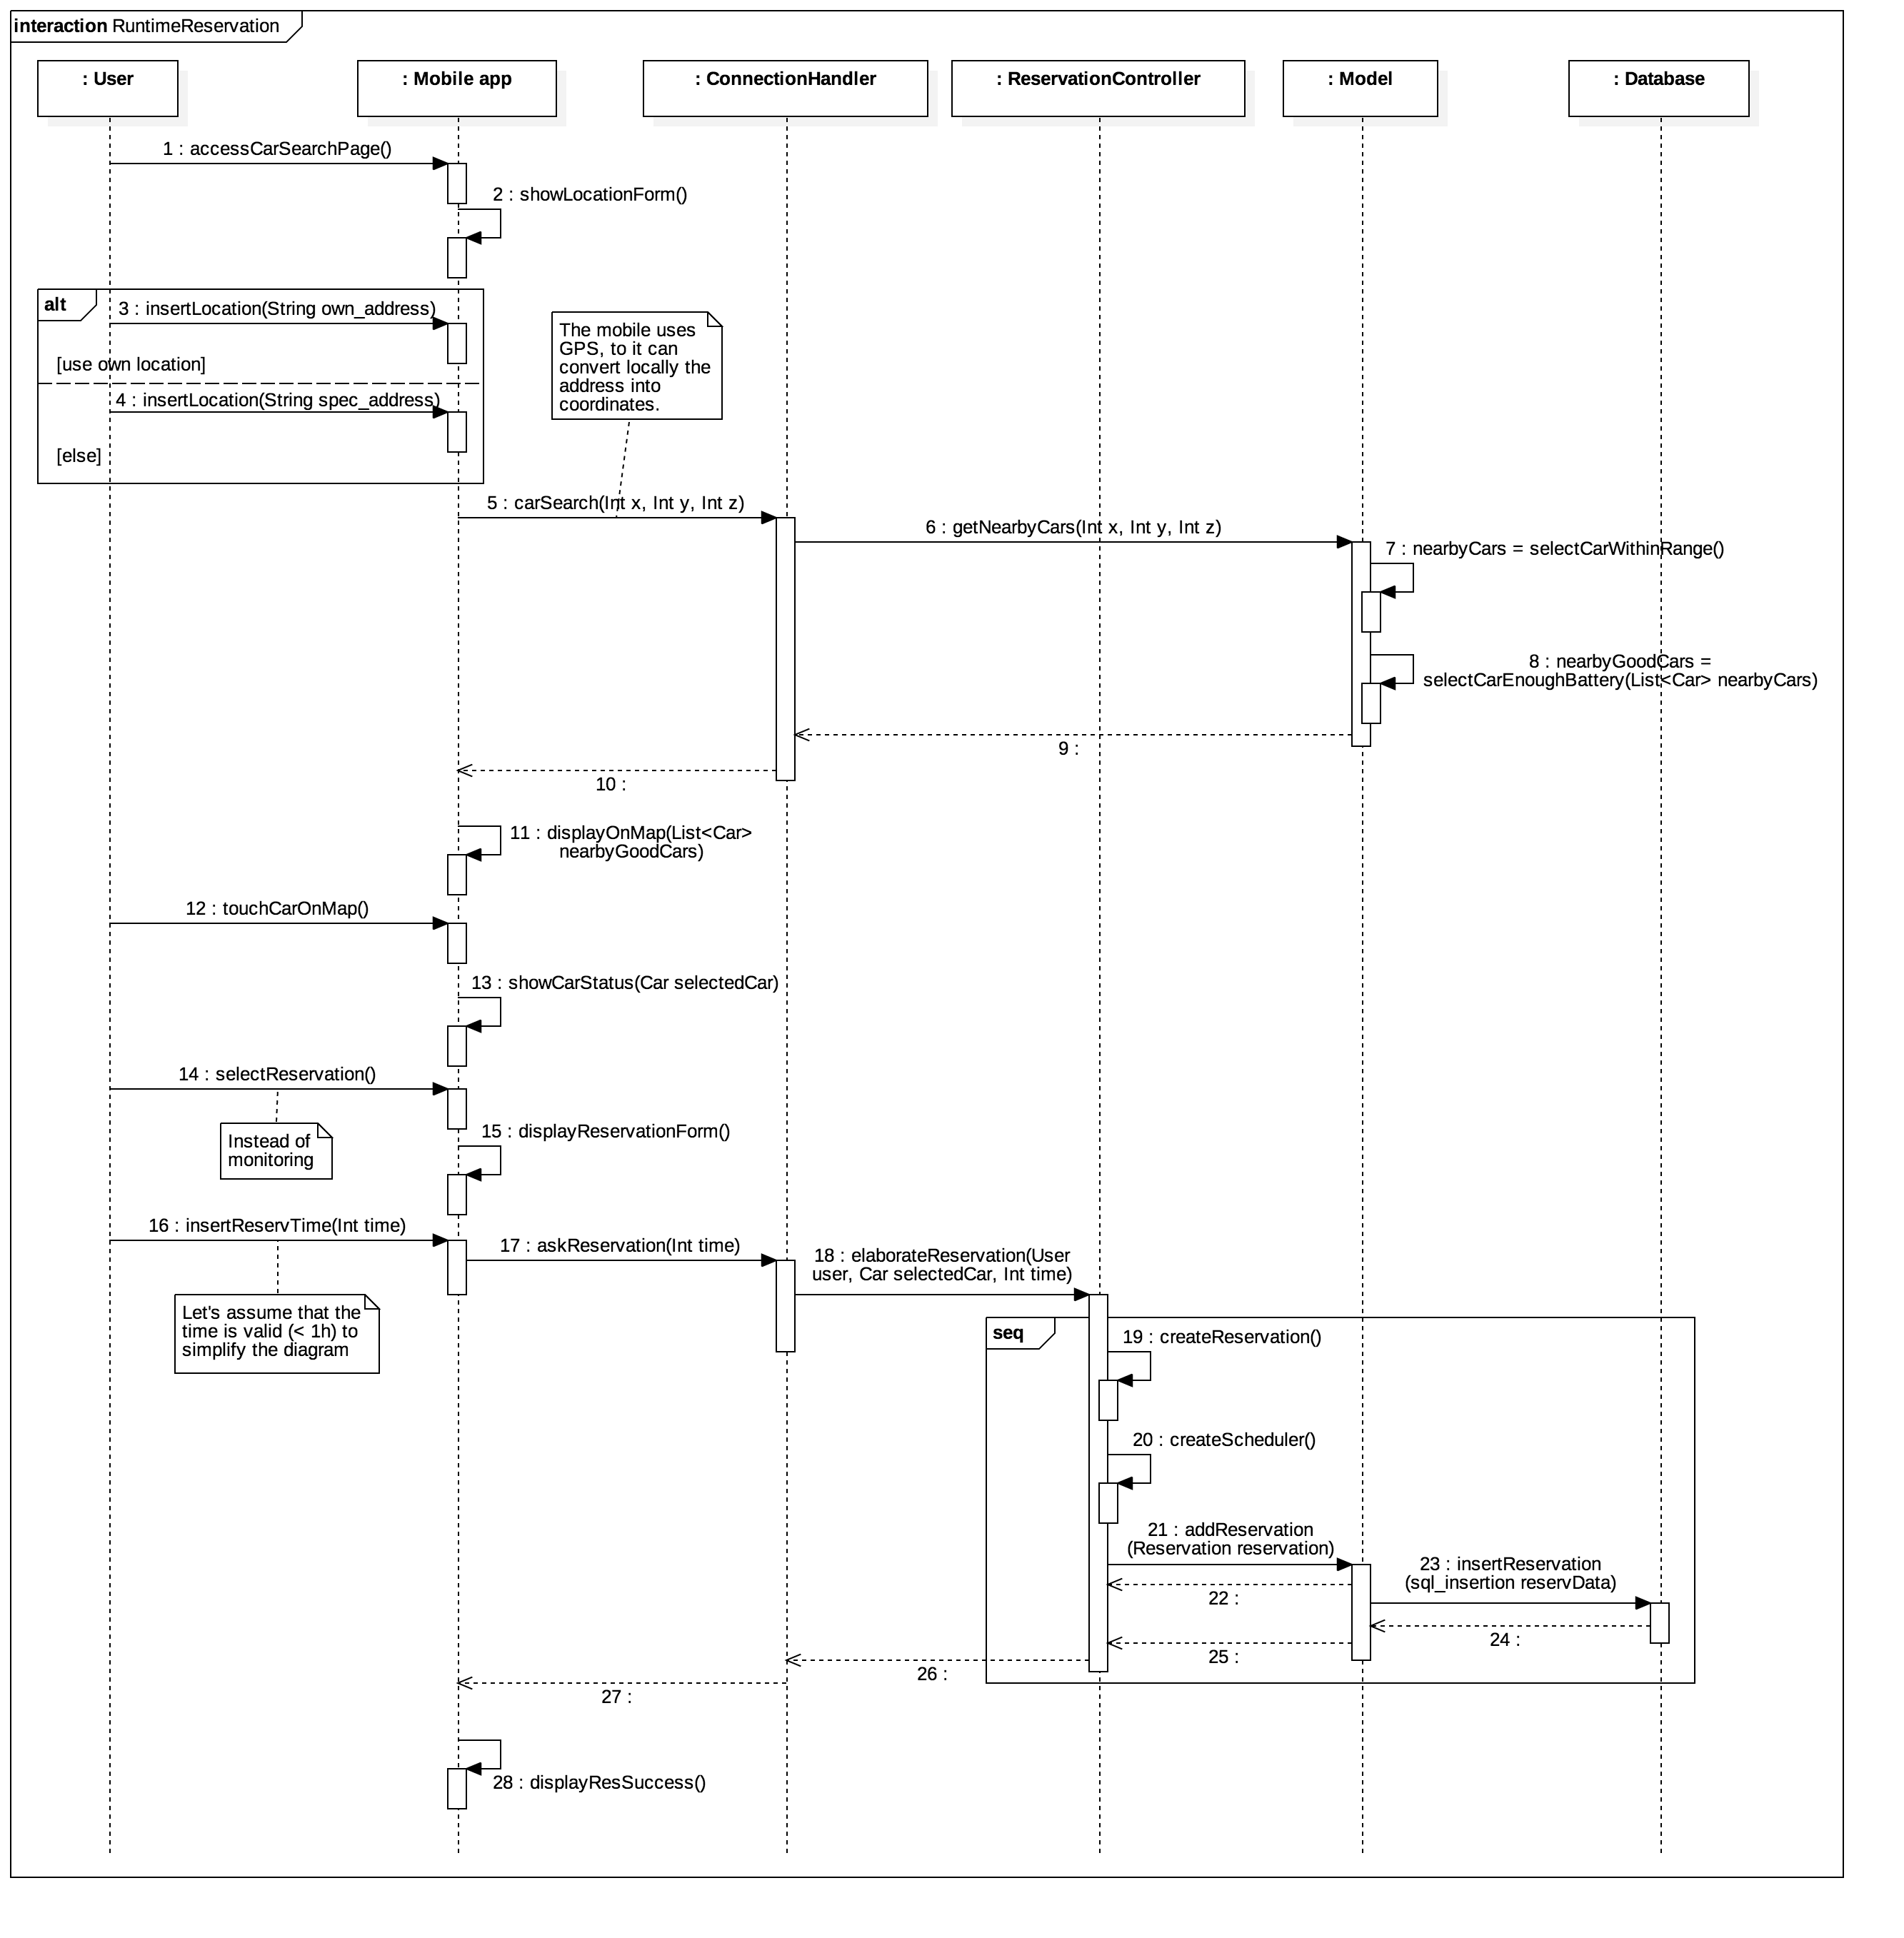 interaction RuntimeReservation
: User
: Mobile app
: ConnectionHandler
: ReservationController
: Model
: Database
1 : accessCarSearchPage()
2 : showLocationForm()
alt
3 : insertLocation(String own_address)
[use own location]
4 : insertLocation(String spec_address)
[else]
The mobile uses
GPS, to it can
convert locally the
address into
coordinates.
5 : carSearch(Int x, Int y, Int z)
6 : getNearbyCars(Int x, Int y, Int z)
7 : nearbyCars = selectCarWithinRange()
8 : nearbyGoodCars =
selectCarEnoughBattery(List<Car> nearbyCars)
9 :
10 :
11 : displayOnMap(List<Car>
nearbyGoodCars)
12 : touchCarOnMap()
13 : showCarStatus(Car selectedCar)
14 : selectReservation()
Instead of
monitoring
15 : displayReservationForm()
16 : insertReservTime(Int time)
Let's assume that the
time is valid (< 1h) to
simplify the diagram
17 : askReservation(Int time)
18 : elaborateReservation(User
user, Car selectedCar, Int time)
seq
19 : createReservation()
20 : createScheduler()
21 : addReservation
(Reservation reservation)
22 :
23 : insertReservation
(sql_insertion reservData)
24 :
25 :
26 :
27 :
28 : displayResSuccess()